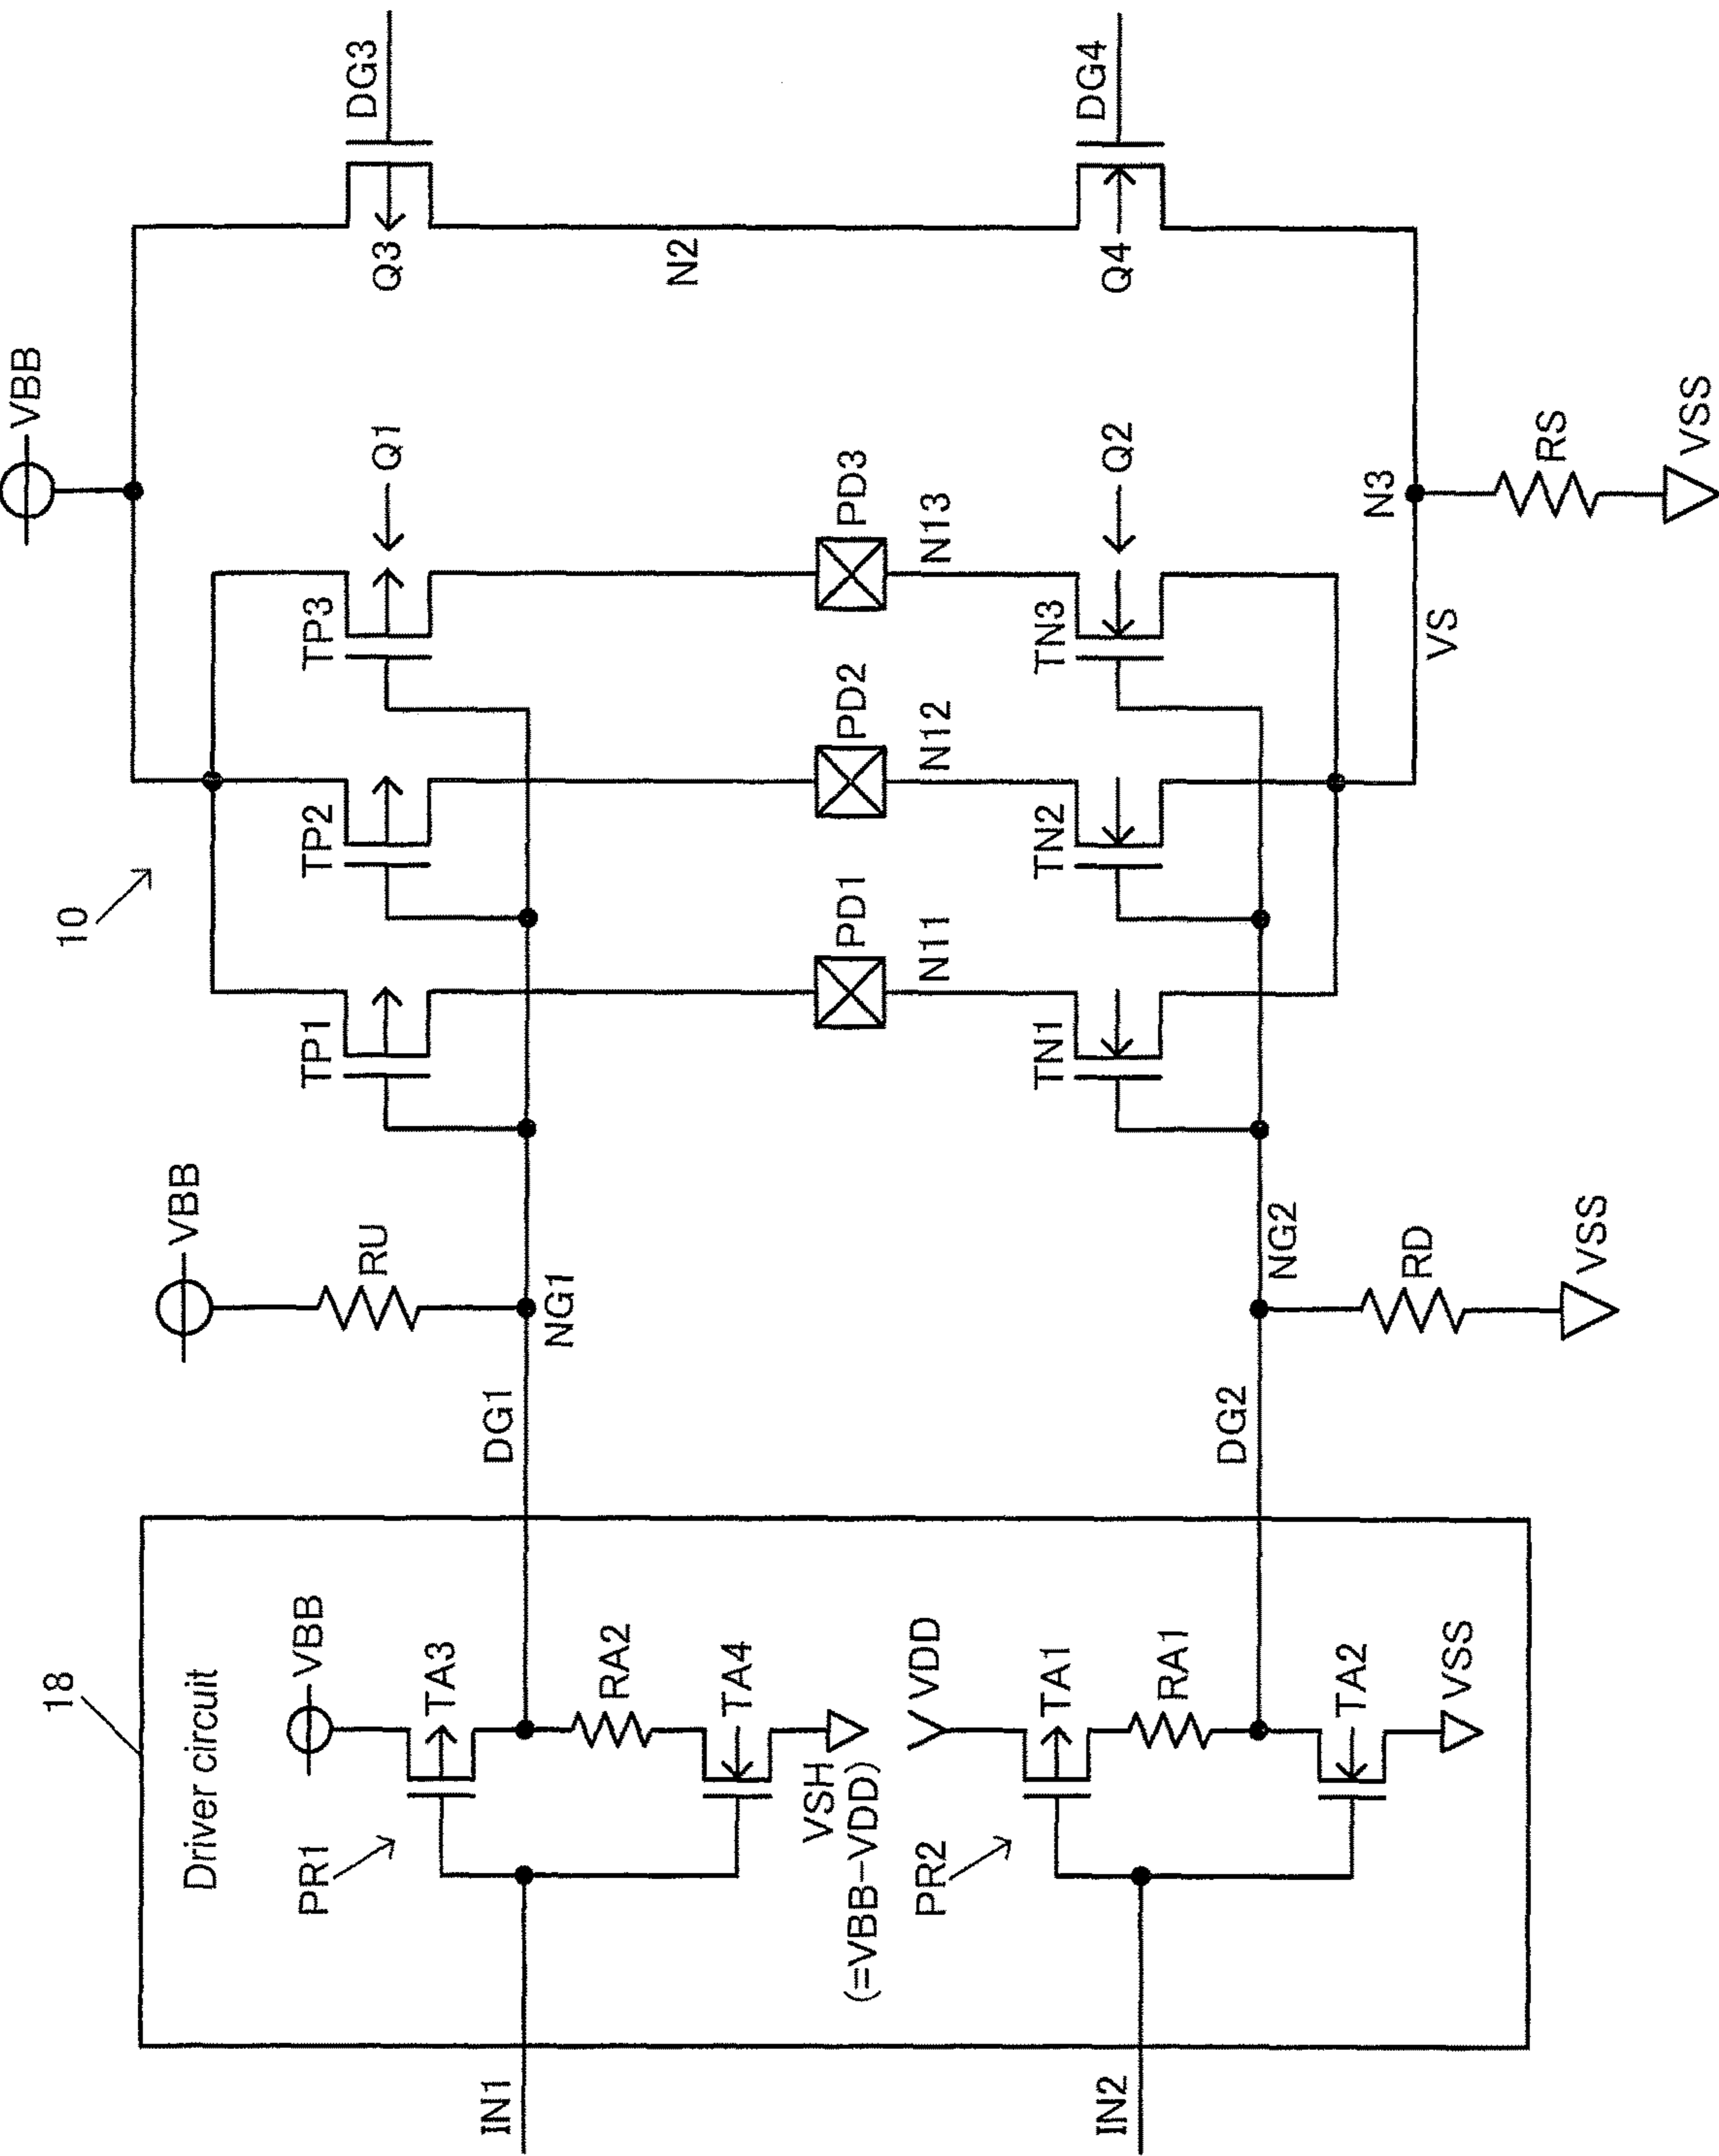 VBB
10
Q1
Q3
DG3
TP1
TP2
TP3
VBB
RU
N2
18
Driver circuit
VBB
TA3
PR1
RA2
TA4
VSH
(=VBB-VDD)
IN1
DG1
NG1
PD1
PD2
PD3
N11
N12
N13
VDD
TA1
PR2
RA1
TA2
VSS
IN2
DG2
NG2
TN1
TN2
TN3
Q2
Q4
DG4
RD
VSS
VS
N3
RS
VSS